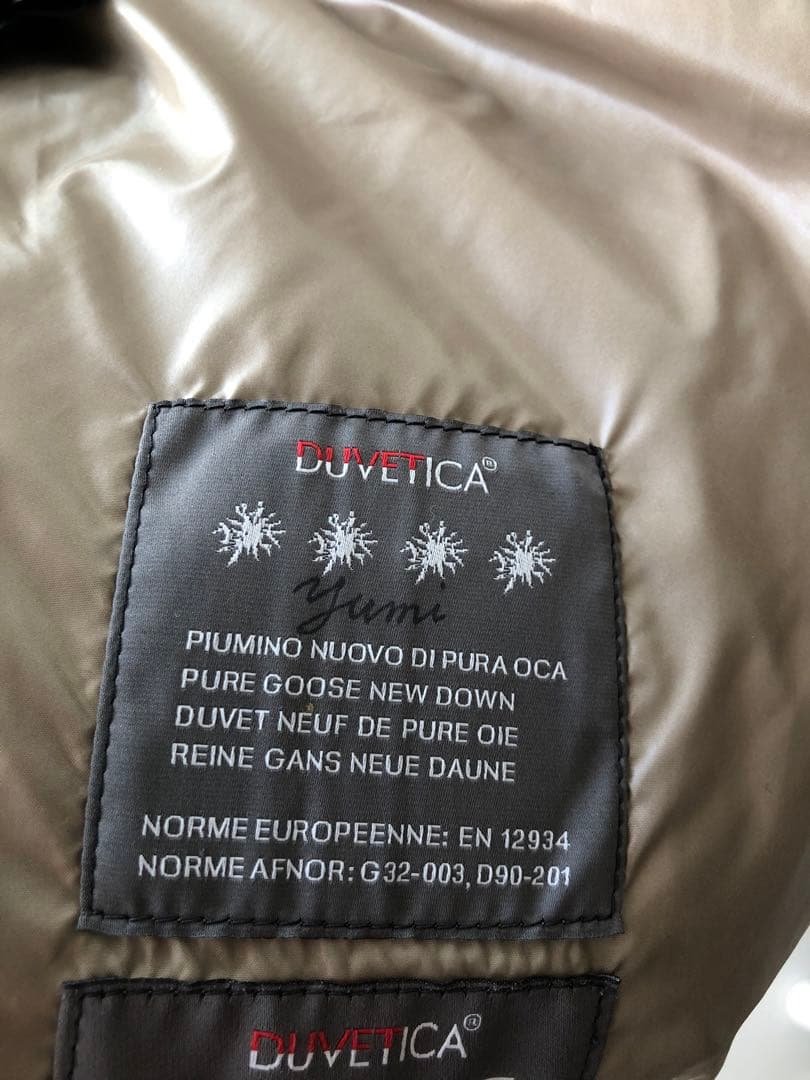 DUVETICA®
yumi
PIUMINO NUOVO DI PURA OCA
PURE GOOSE NEW DOWN
DUVET NEUF DE PURE OIE
REINE GANS NEUE DAUNE
NORME EUROPEENNE: EN 12934
NORME AFNOR: G32-003, D90-201
DUVETICA®